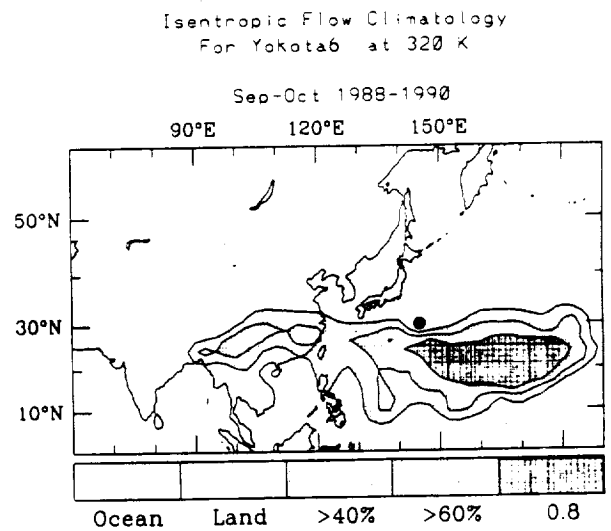 Isentropic Flow Climatology
For Yokota6 at 320 K
Sep-Oct 1988-1990
90°E 120°E 150°E
50°N
30°N
10°N
Ocean Land >40% >60% 0.8